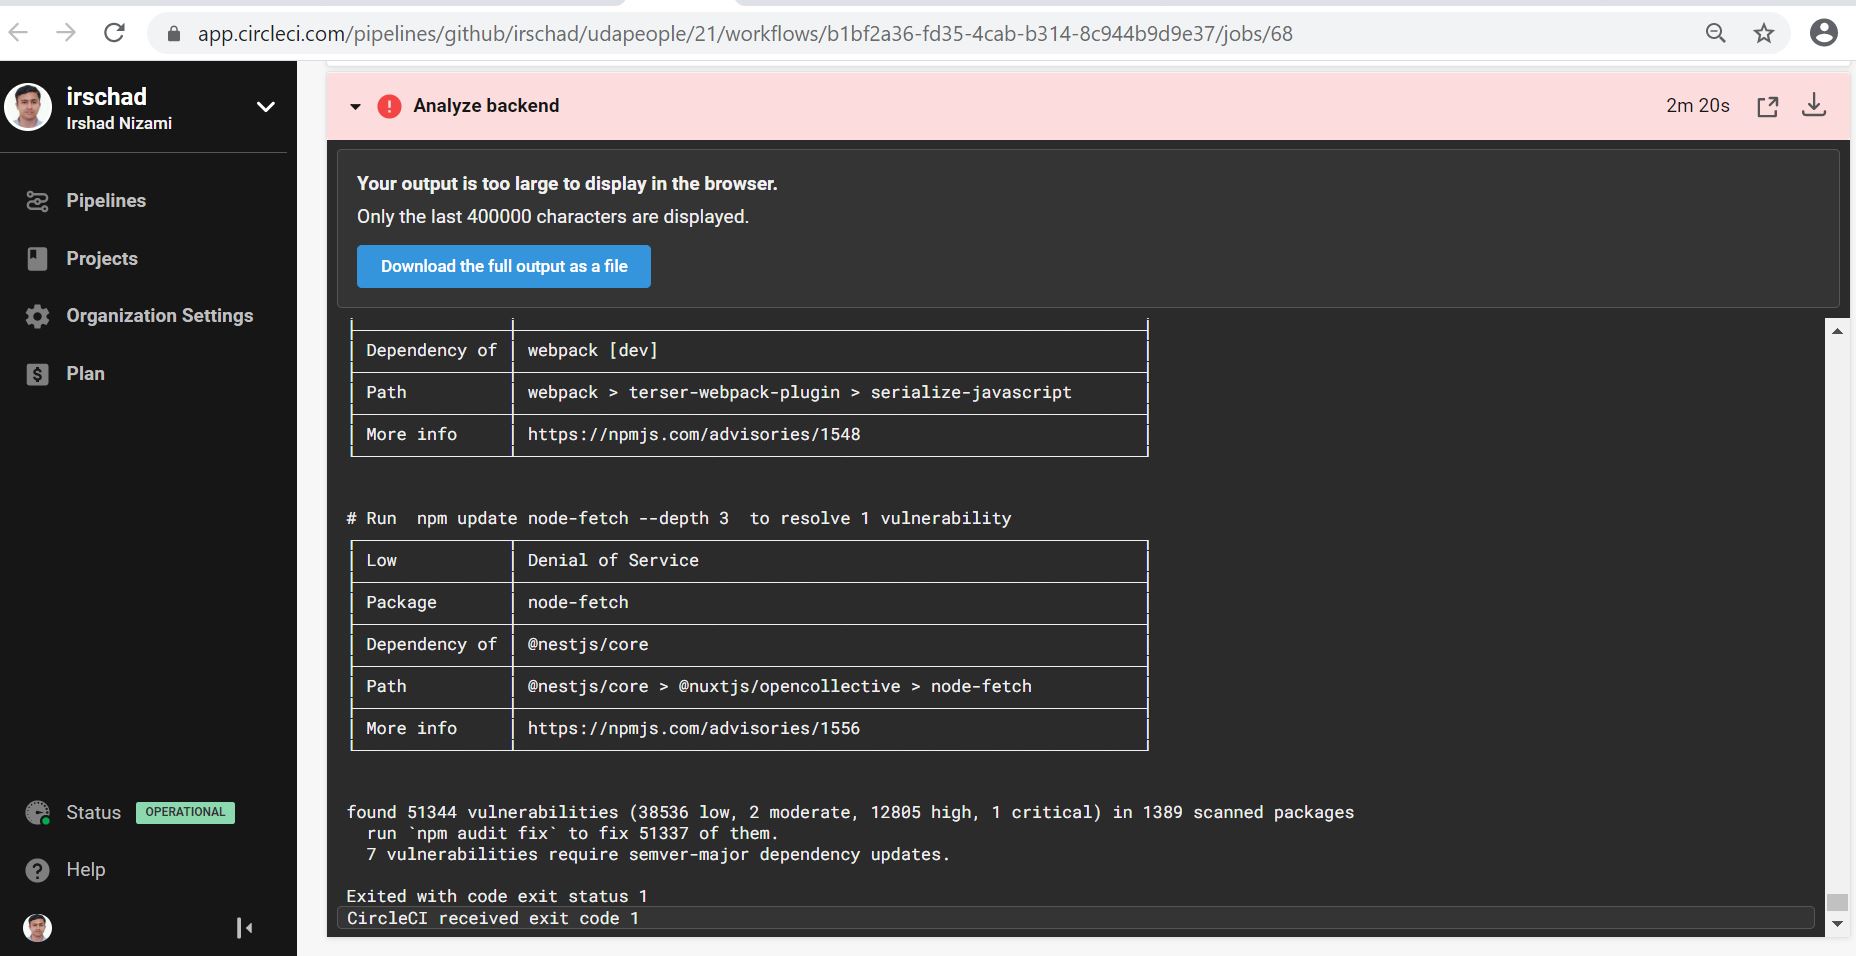 app.circleci.com/pipelines/github/irschad/udapeople/21/workflows/b1bf2a36-fd35-4cab-b314-8c944b9d9e37/jobs/68
irschad
Irshad Nizami
Pipelines
Projects
Organization Settings
Plan
Status OPERATIONAL
Help
Analyze backend 2m 20s
Your output is too large to display in the browser.
Only the last 400000 characters are displayed.
Download the full output as a file
Dependency of webpack [dev]
Path webpack > terser-webpack-plugin > serialize-javascript
More info https://npmjs.com/advisories/1548
# Run  npm update node-fetch --depth 3  to resolve 1 vulnerability
Low Denial of Service
Package node-fetch
Dependency of @nestjs/core
Path @nestjs/core > @nuxtjs/opencollective > node-fetch
More info https://npmjs.com/advisories/1556
found 51344 vulnerabilities (38536 low, 2 moderate, 12805 high, 1 critical) in 1389 scanned packages
run `npm audit fix` to fix 51337 of them.
7 vulnerabilities require semver-major dependency updates.
Exited with code exit status 1
CircleCI received exit code 1